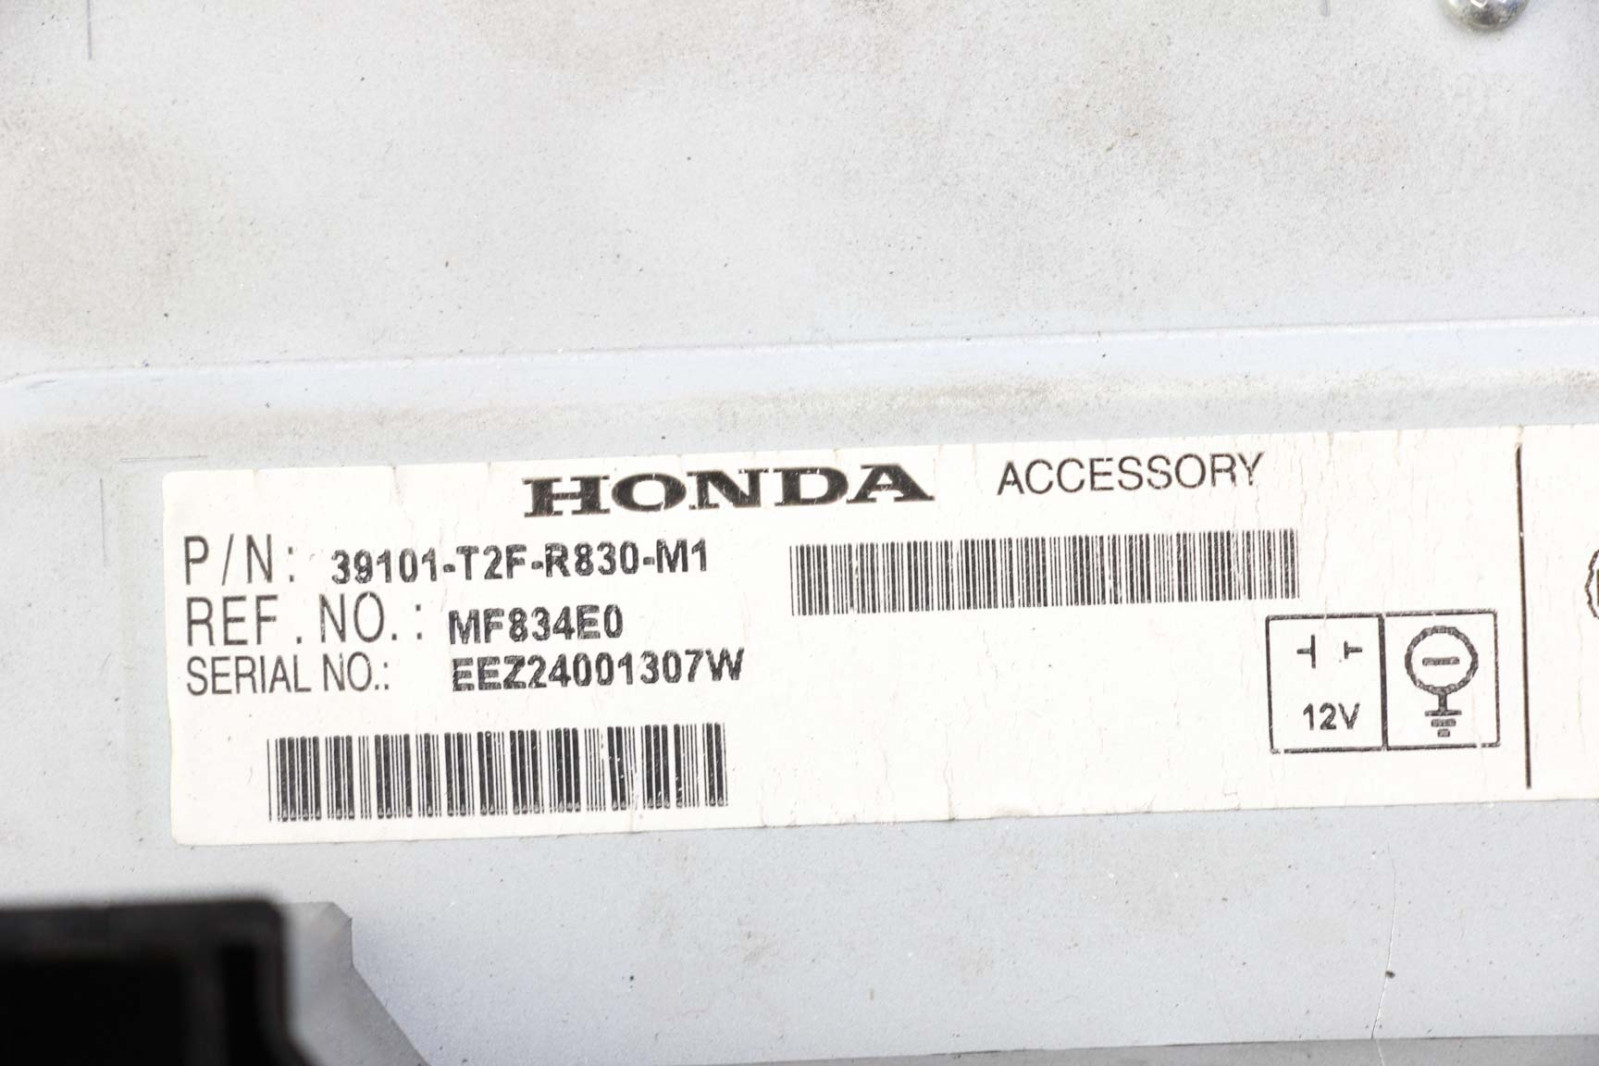 HONDA ACCESSORY
P/N: 39101-T2F-R830-M1
REF.NO.: MF834E0
SERIAL NO.: EEZ24001307W
12V